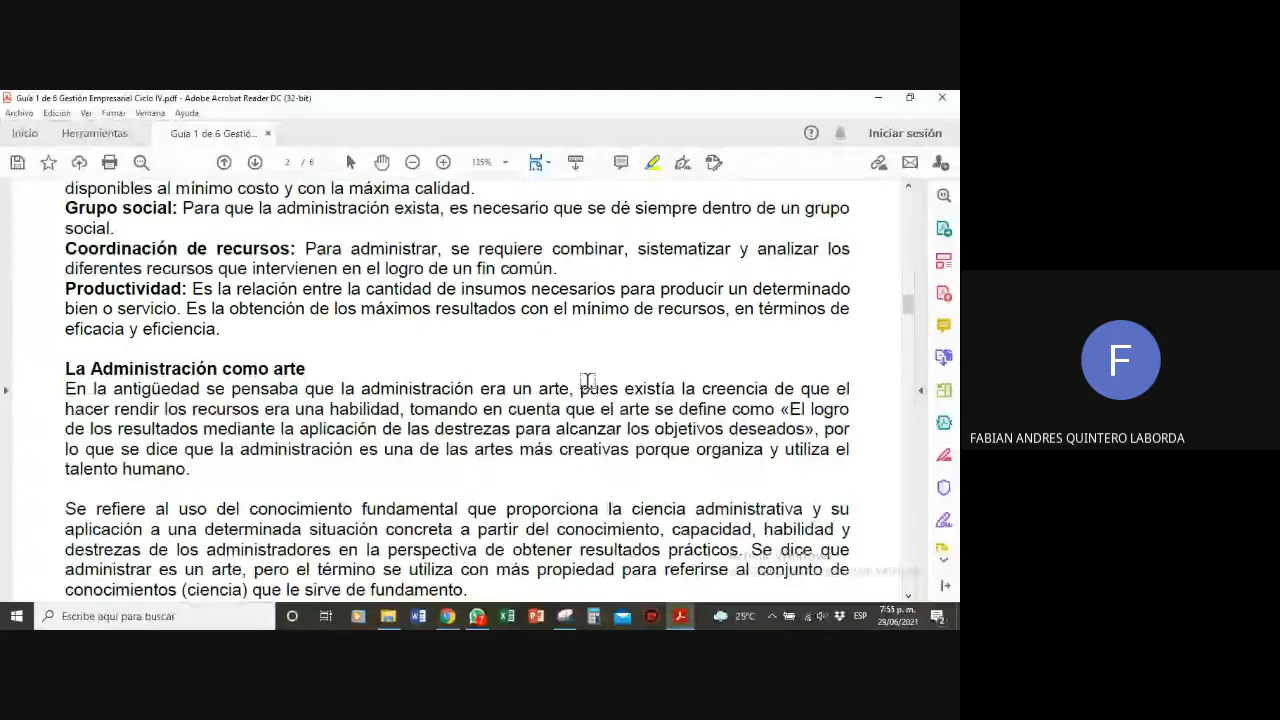 Guía 1 de 6 Gestión Empresarial Ciclo IV.pdf - Adobe Acrobat Reader DC (32-bit)
Archivo Edición Ver Firmar Ventana Ayuda
Inicio Herramientas Guía 1 de 6 Gestió... × Iniciar sesión
2 / 6 135%
disponibles al mínimo costo y con la máxima calidad.
Grupo social: Para que la administración exista, es necesario que se dé siempre dentro de un grupo
social.
Coordinación de recursos: Para administrar, se requiere combinar, sistematizar y analizar los
diferentes recursos que intervienen en el logro de un fin común.
Productividad: Es la relación entre la cantidad de insumos necesarios para producir un determinado
bien o servicio. Es la obtención de los máximos resultados con el mínimo de recursos, en términos de
eficacia y eficiencia.
La Administración como arte
En la antigüedad se pensaba que la administración era un arte, pues existía la creencia de que el
hacer rendir los recursos era una habilidad, tomando en cuenta que el arte se define como «El logro
de los resultados mediante la aplicación de las destrezas para alcanzar los objetivos deseados», por
lo que se dice que la administración es una de las artes más creativas porque organiza y utiliza el
talento humano.
Se refiere al uso del conocimiento fundamental que proporciona la ciencia administrativa y su
aplicación a una determinada situación concreta a partir del conocimiento, capacidad, habilidad y
destrezas de los administradores en la perspectiva de obtener resultados prácticos. Se dice que
administrar es un arte, pero el término se utiliza con más propiedad para referirse al conjunto de
conocimientos (ciencia) que le sirve de fundamento.
Escribe aquí para buscar
25°C ESP
7:55 p. m.
29/06/2021
F
FABIAN ANDRES QUINTERO LABORDA